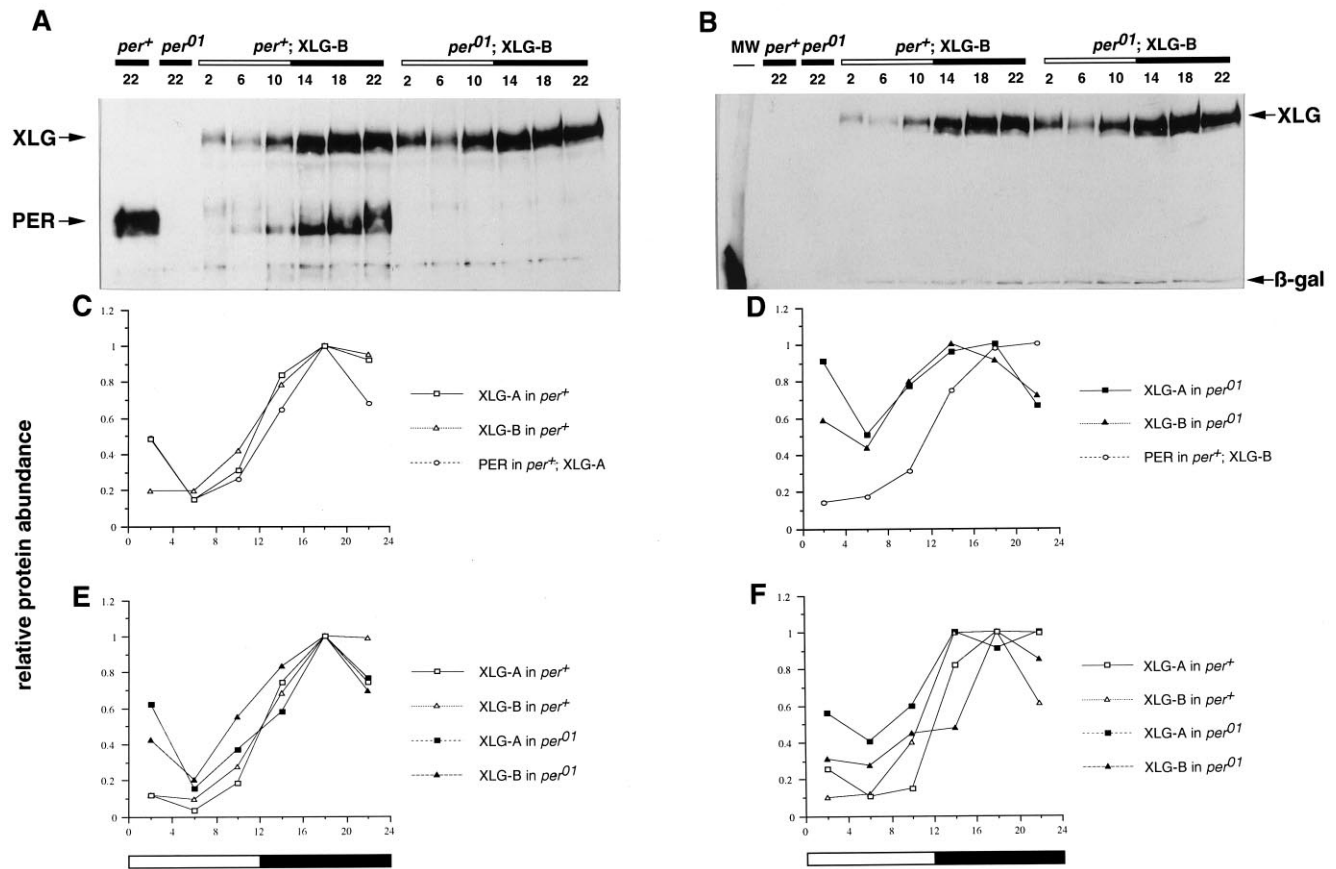 A
per+ per01 per+; XLG-B per01; XLG-B
22 22 2 6 10 14 18 22 2 6 10 14 18 22
XLG
PER
B
MW per+ per01 per+; XLG-B per01; XLG-B
22 22 2 6 10 14 18 22 2 6 10 14 18 22
XLG
ß-gal
relative protein abundance
C
1.2
1
0.8
0.6
0.4
0.2
0
0 4 8 12 16 20 24
XLG-A in per+
XLG-B in per+
PER in per+; XLG-A
D
1.2
1
0.8
0.6
0.4
0.2
0
0 4 8 12 16 20 24
XLG-A in per01
XLG-B in per01
PER in per+; XLG-B
E
1.2
1
0.8
0.6
0.4
0.2
0
0 4 8 12 16 20 24
XLG-A in per+
XLG-B in per+
XLG-A in per01
XLG-B in per01
F
1.2
1
0.8
0.6
0.4
0.2
0
0 4 8 12 16 20 24
XLG-A in per+
XLG-B in per+
XLG-A in per01
XLG-B in per01